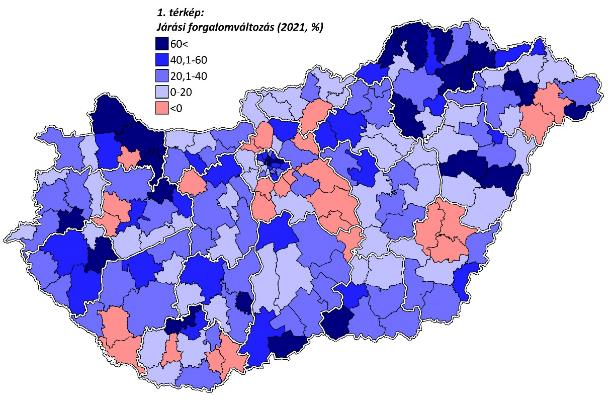 1. térkép:
Járási forgalomváltozás (2021, %)
60<
40,1-60
20,1-40
0-20
<0